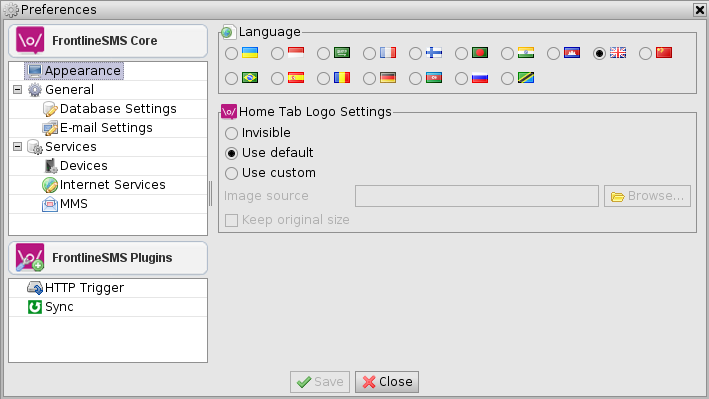 Preferences
FrontlineSMS Core
Appearance
General
Database Settings
E-mail Settings
Services
Devices
Internet Services
MMS
FrontlineSMS Plugins
HTTP Trigger
Sync
Language
Home Tab Logo Settings
Invisible
Use default
Use custom
Image source
Browse...
Keep original size
Save
Close